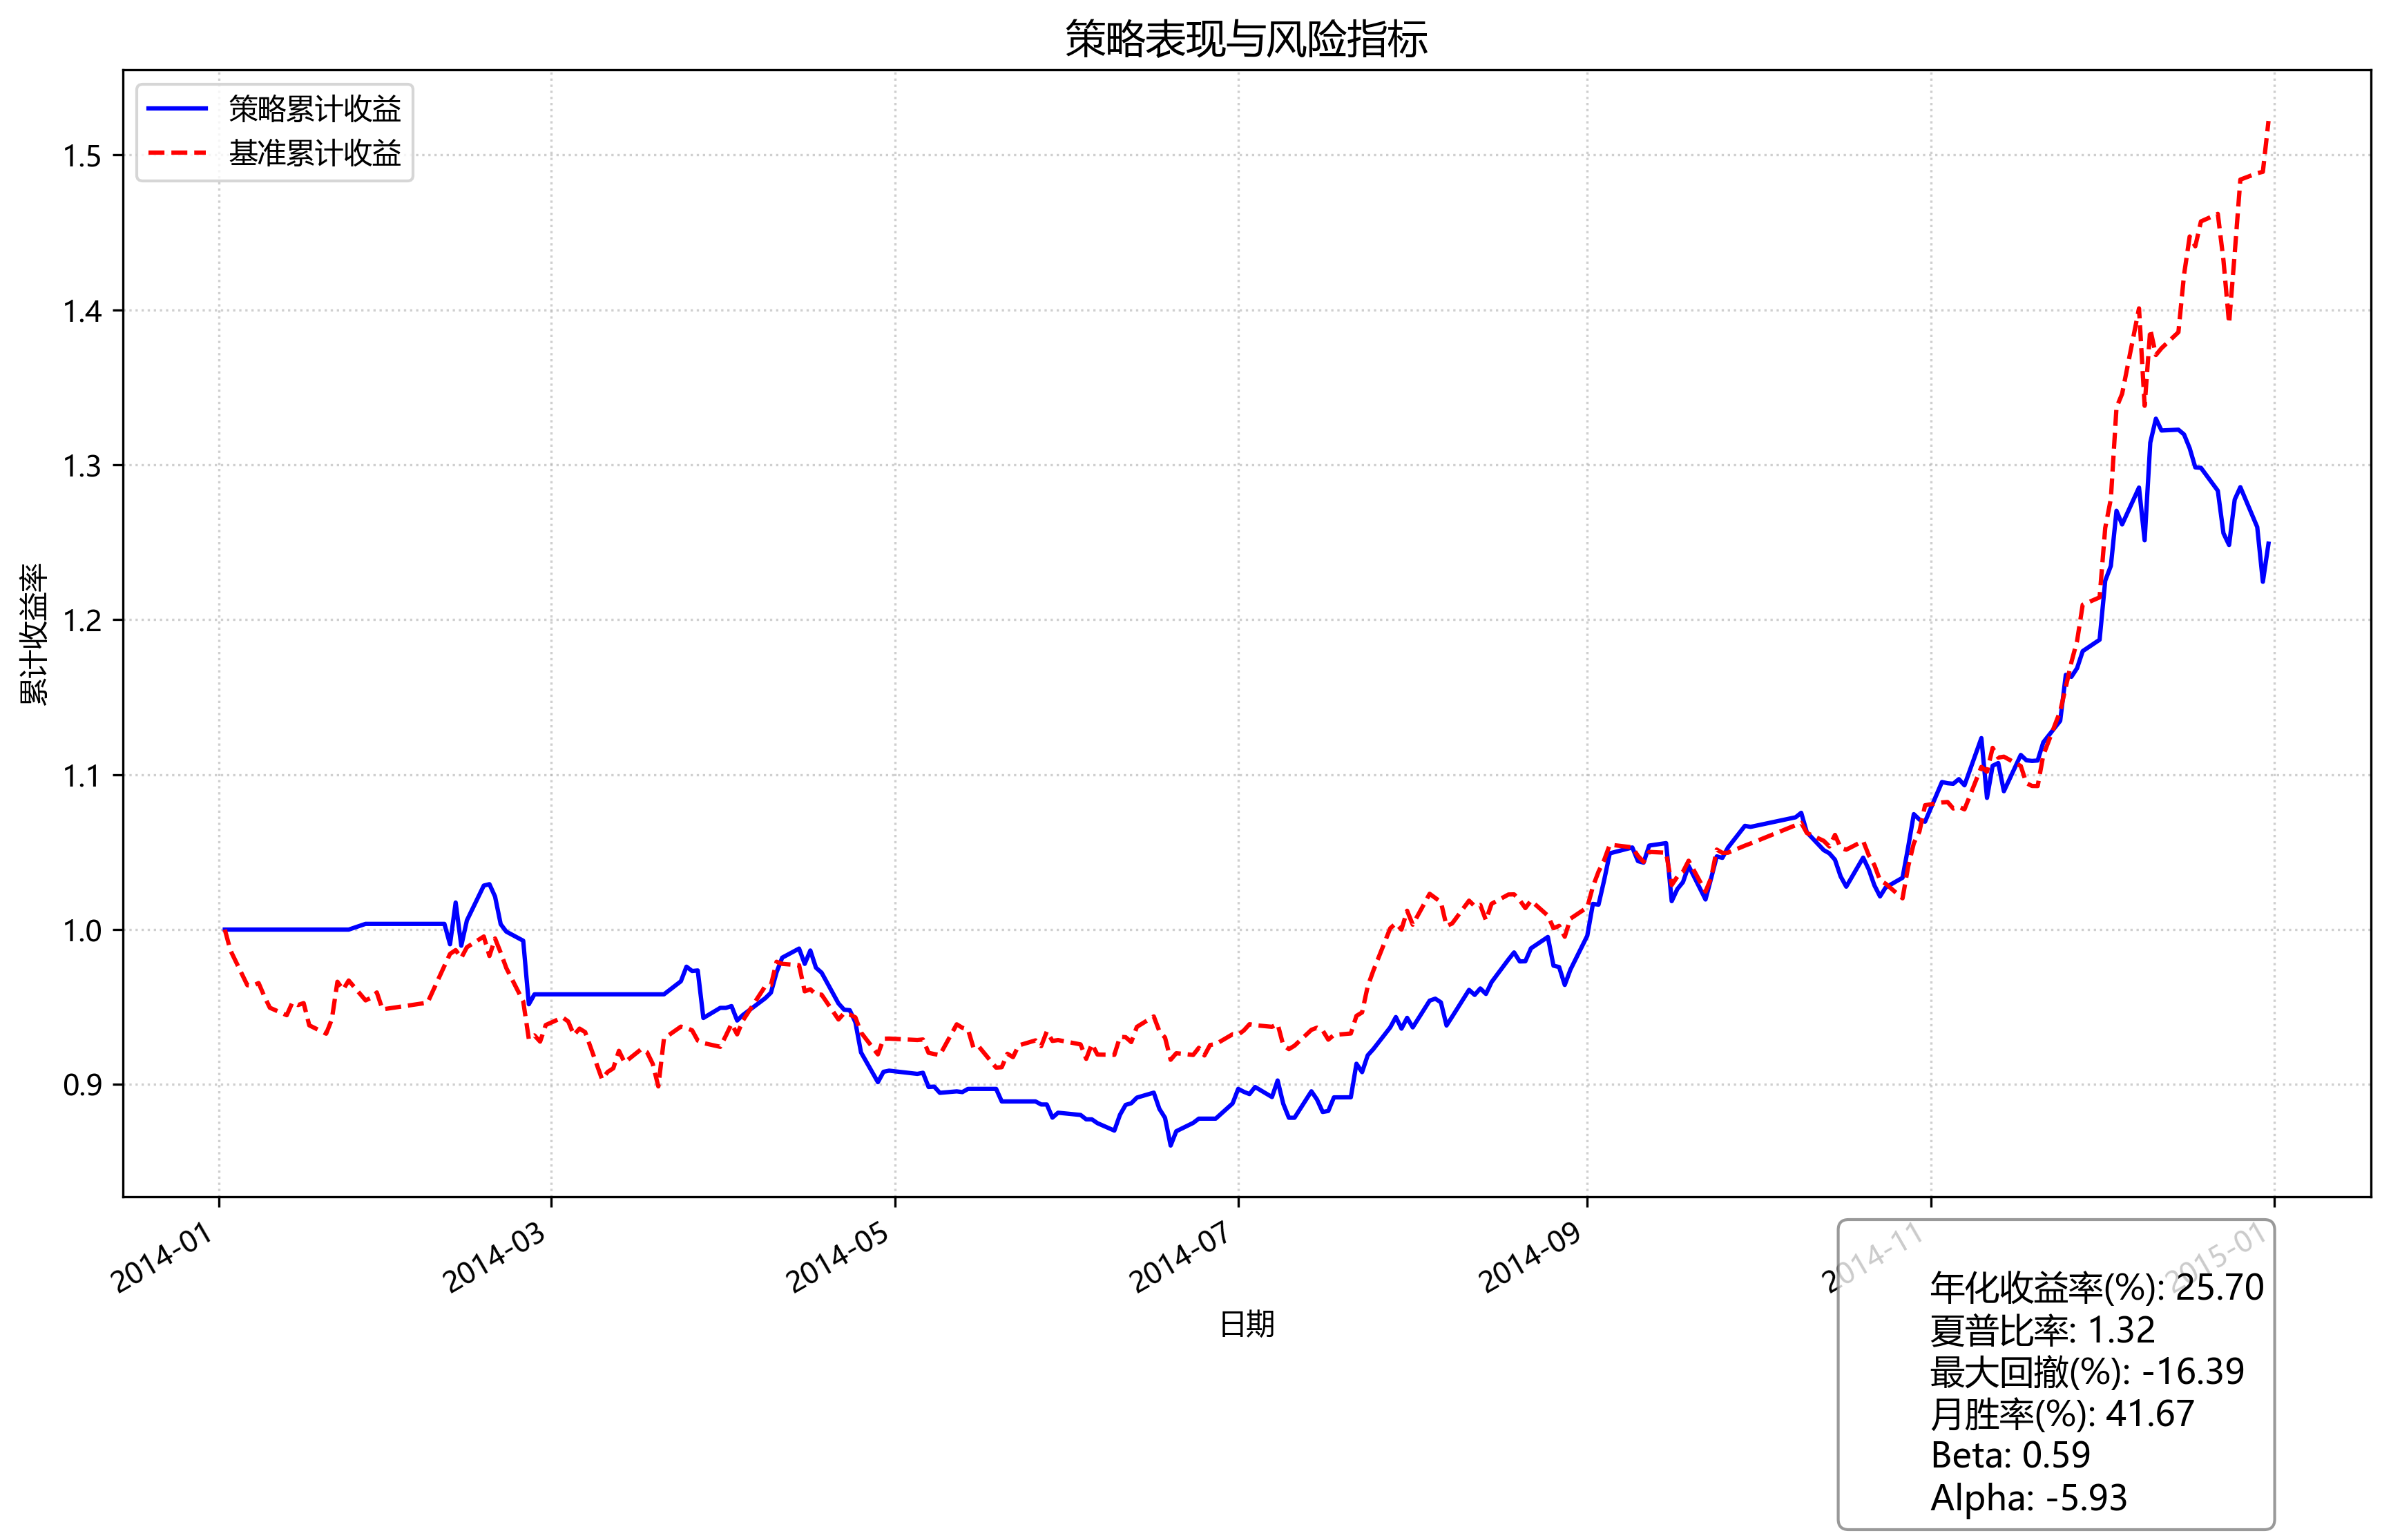 策略表现与风险指标
策略累计收益
基准累计收益
1.5
1.4
1.3
1.2
1.1
1.0
0.9
累计收益率
2014-01
2014-03
2014-05
2014-07
2014-09
2014-11
2015-01
日期
年化收益率(%): 25.70
夏普比率: 1.32
最大回撤(%): -16.39
月胜率(%): 41.67
Beta: 0.59
Alpha: -5.93